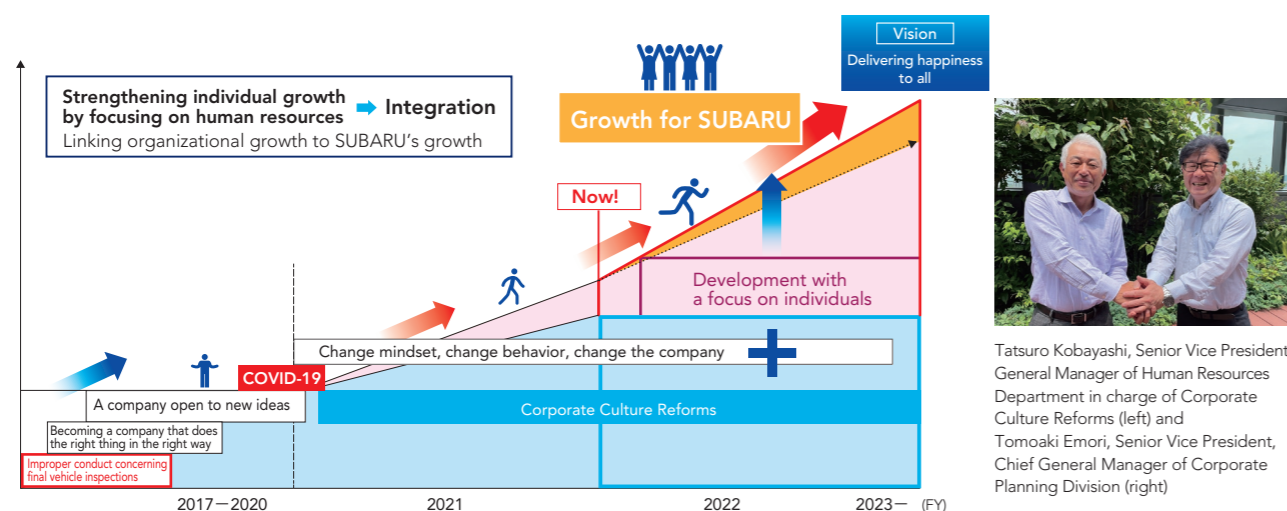 Vision
Delivering happiness
to all
Strengthening individual growth
by focusing on human resources
Integration
Linking organizational growth to SUBARU's growth
Growth for SUBARU
Now!
Development with
a focus on individuals
Change mindset, change behavior, change the company
COVID-19
A company open to new ideas
Corporate Culture Reforms
Becoming a company that does
the right thing in the right way
Improper conduct concerning
final vehicle inspections
2017—2020
2021
2022
2023—
(FY)
Tatsuro Kobayashi, Senior Vice President
General Manager of Human Resources
Department in charge of Corporate
Culture Reforms (left) and
Tomoaki Emori, Senior Vice President,
Chief General Manager of Corporate
Planning Division (right)